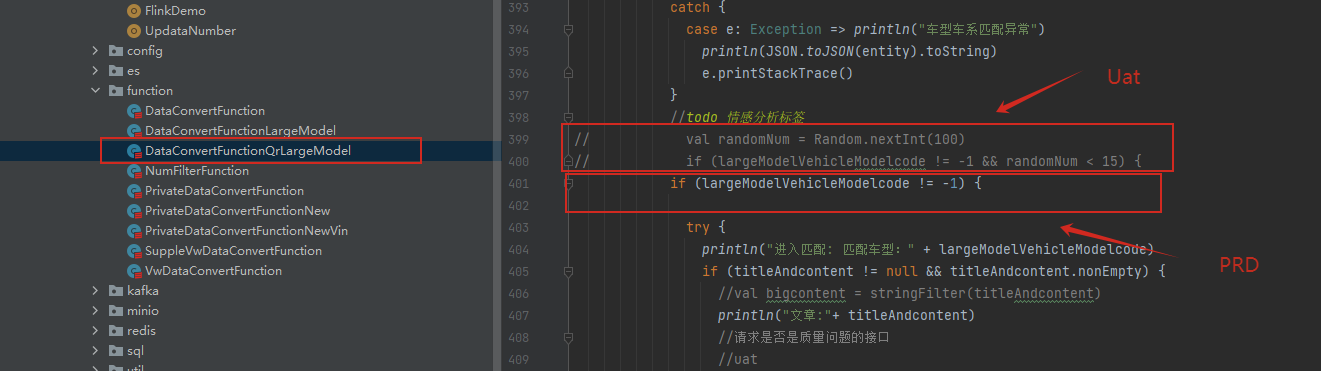 FlinkDemo
UpdataNumber
config
es
function
DataConvertFunction
DataConvertFunctionLargeModel
DataConvertFunctionQrLargeModel
NumFilterFunction
PrivateDataConvertFunction
PrivateDataConvertFunctionNew
PrivateDataConvertFunctionNewVin
SuppleVwDataConvertFunction
VwDataConvertFunction
kafka
minio
redis
sql
util
393 catch {
394 case e: Exception => println("车型车系匹配异常")
395 println(JSON.toJSON(entity).toString)
396 e.printStackTrace()
397 }
398 //todo 情感分析标签
399 // val randomNum = Random.nextInt(100)
400 // if (largeModelVehicleModelcode != -1 && randomNum < 15) {
401 if (largeModelVehicleModelcode != -1) {
402
403 try {
404 println("进入匹配: 匹配车型: " + largeModelVehicleModelcode)
405 if (titleAndcontent != null && titleAndcontent.nonEmpty) {
406 //val bigcontent = stringFilter(titleAndcontent)
407 println("文章:"+ titleAndcontent)
408 //请求是否是质量问题的接口
409 //uat
Uat
PRD